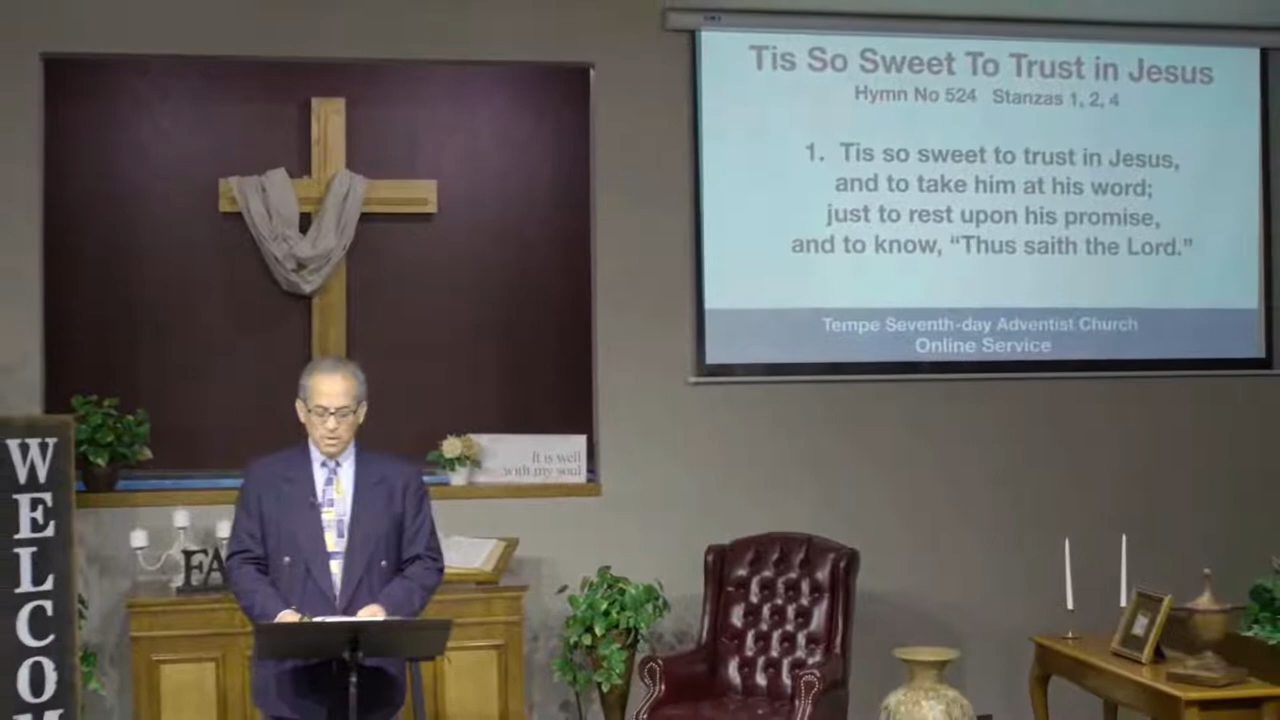 Tis So Sweet To Trust in Jesus
Hymn No 524 Stanzas 1, 2, 4
1. Tis so sweet to trust in Jesus,
and to take him at his word;
just to rest upon his promise,
and to know, “Thus saith the Lord.”
Tempe Seventh-day Adventist Church
Online Service
It is well
with my soul
WELCO
FA